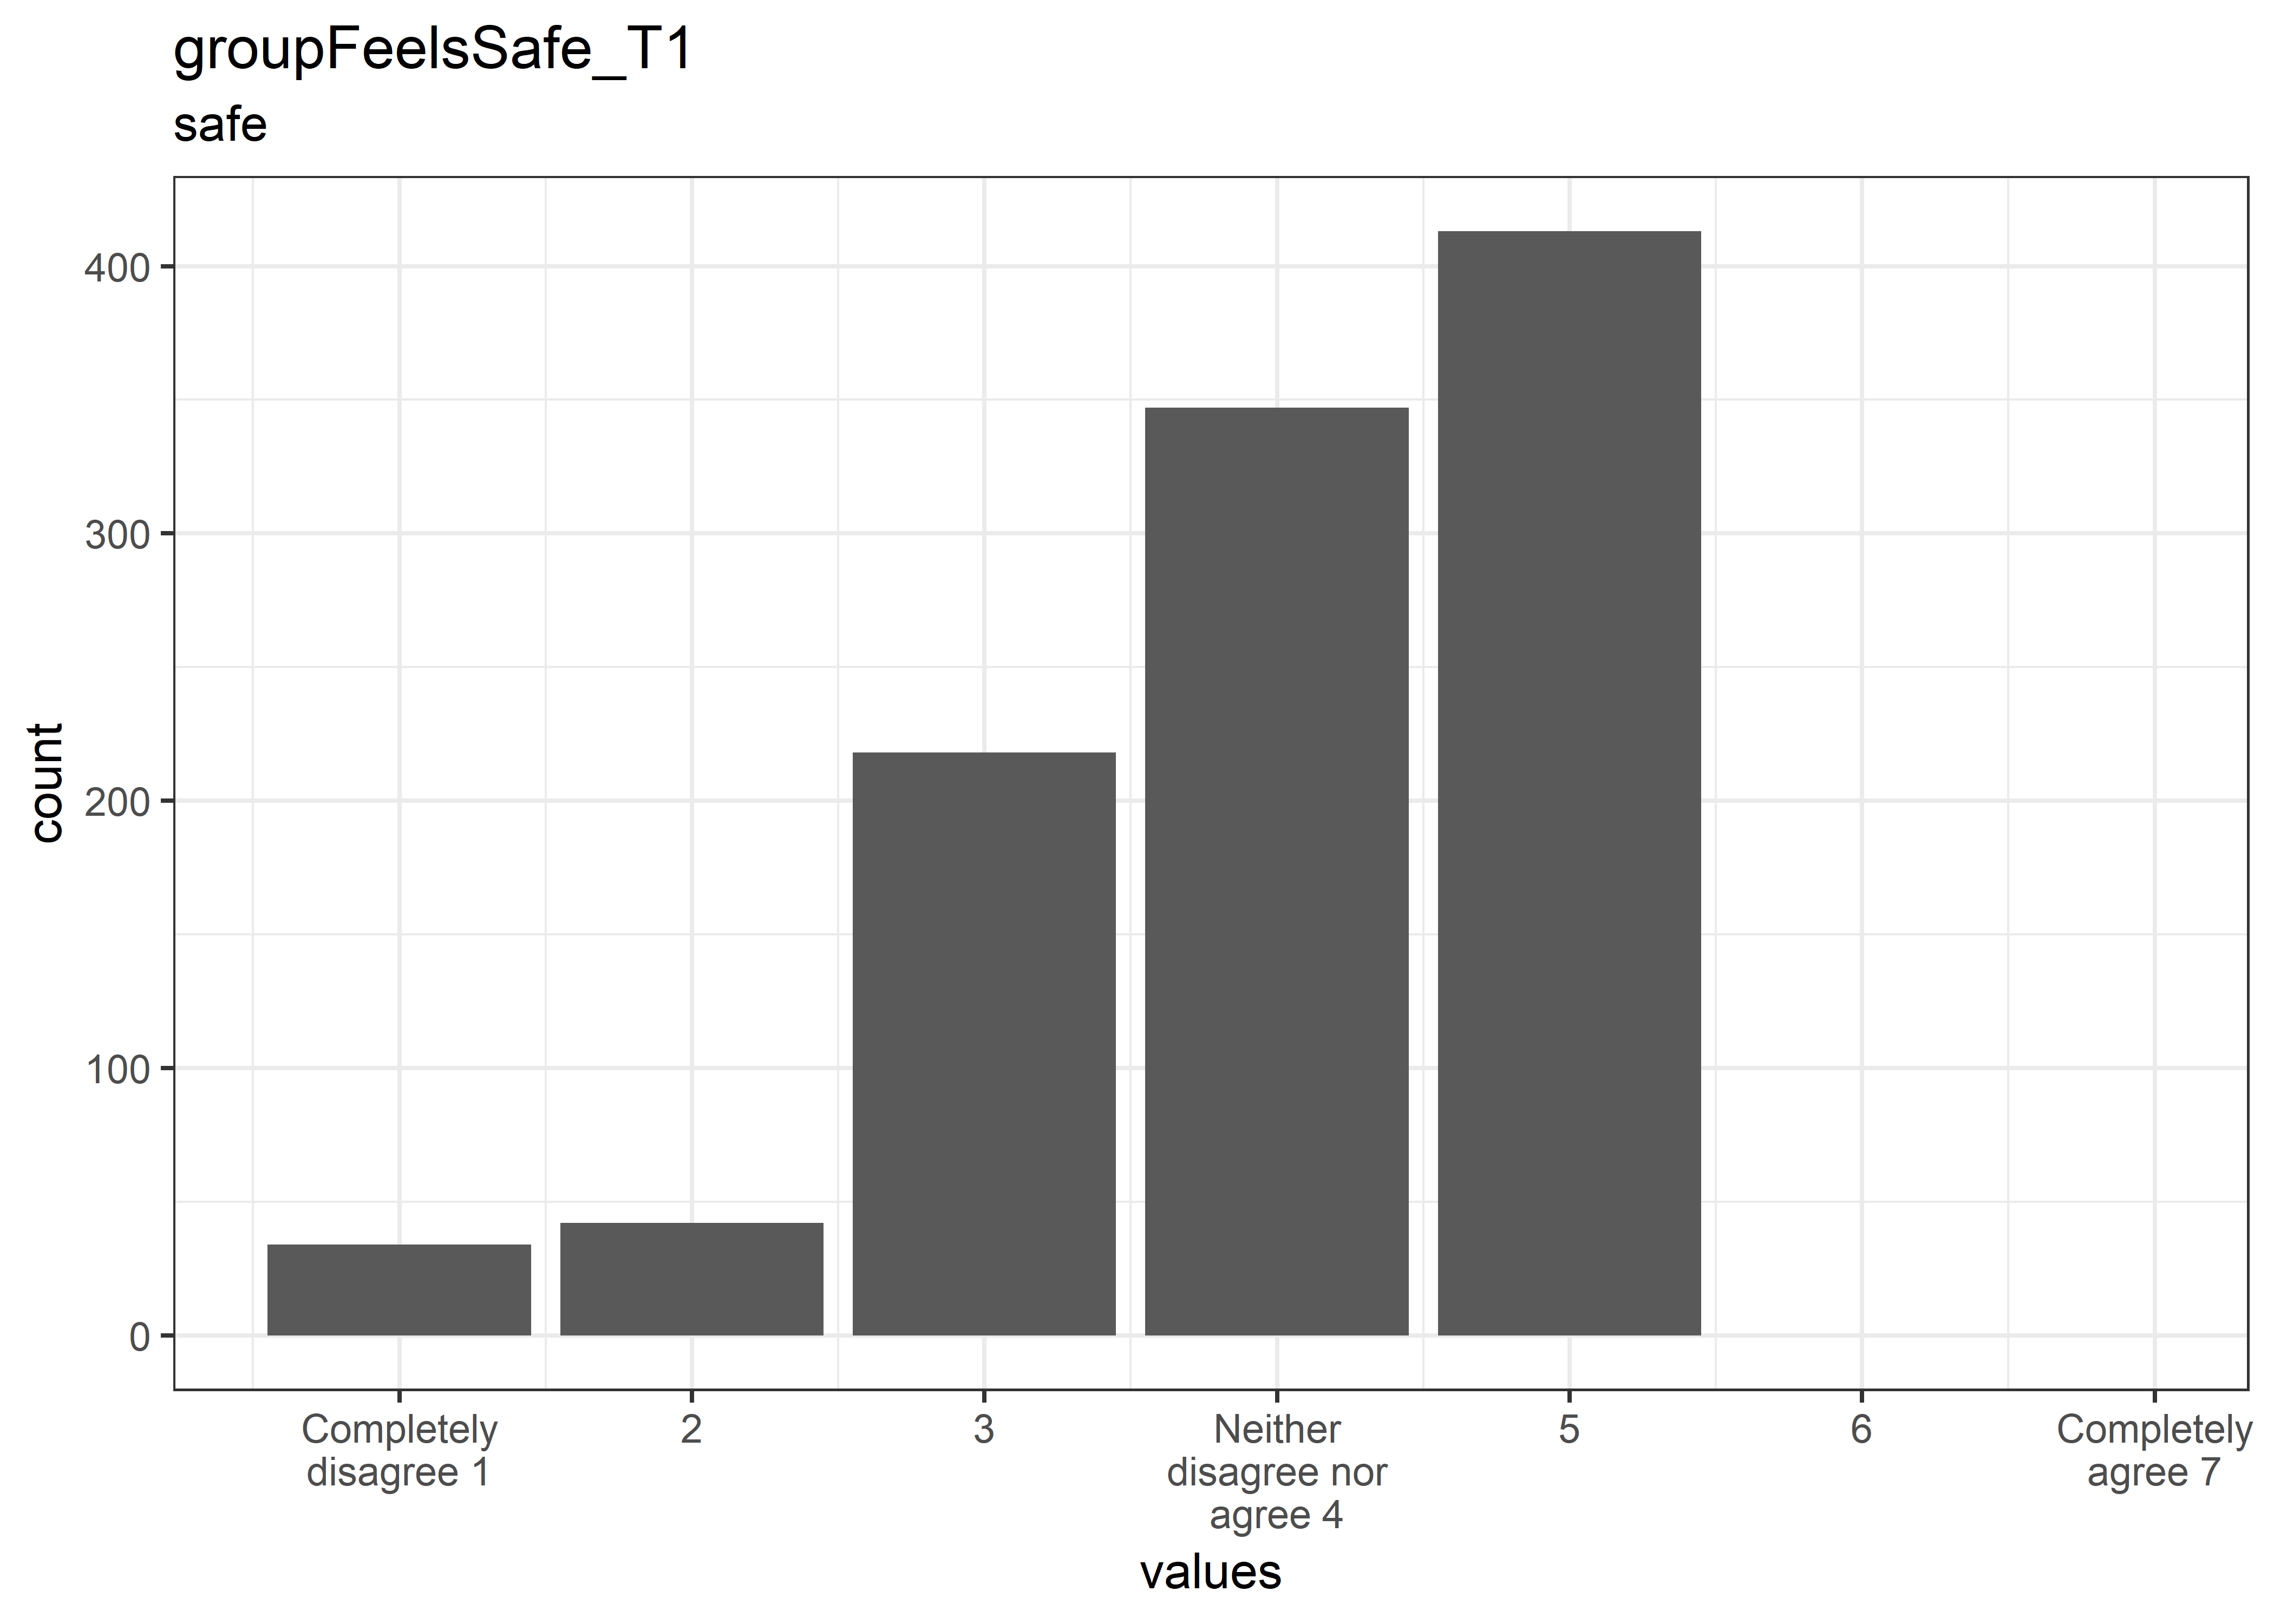 groupFeelsSafe_T1
safe
count
400
300
200
100
0
Completely
disagree 1
2
3
Neither
disagree nor
agree 4
5
6
Completely
agree 7
values